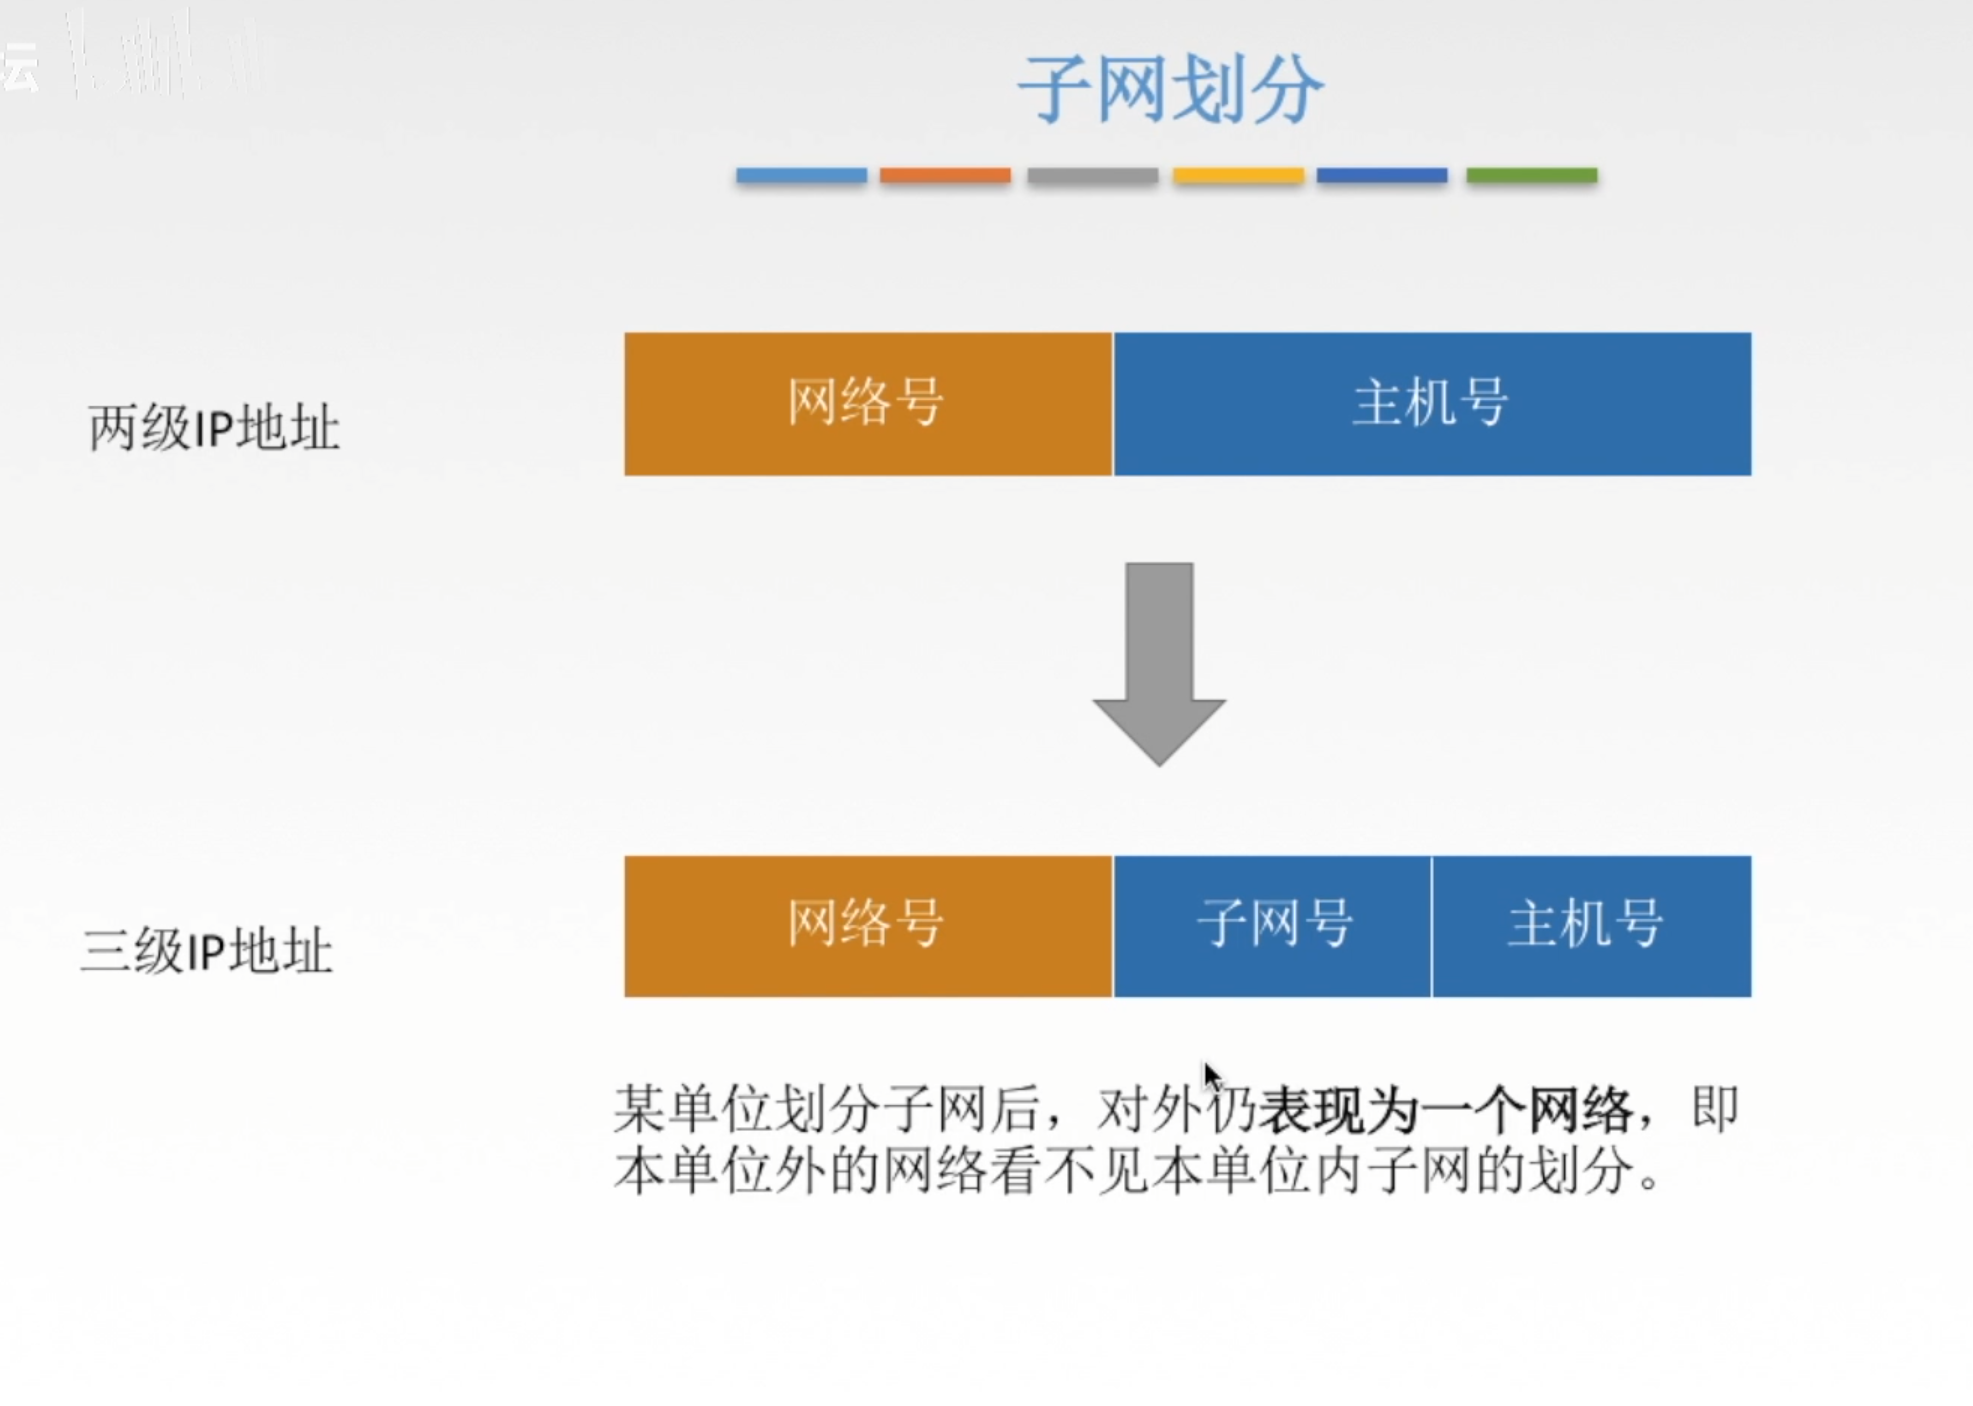 坛
子网划分
两级IP地址
网络号 主机号
三级IP地址
网络号 子网号 主机号
某单位划分子网后，对外仍表现为一个网络，即
本单位外的网络看不见本单位内子网的划分。